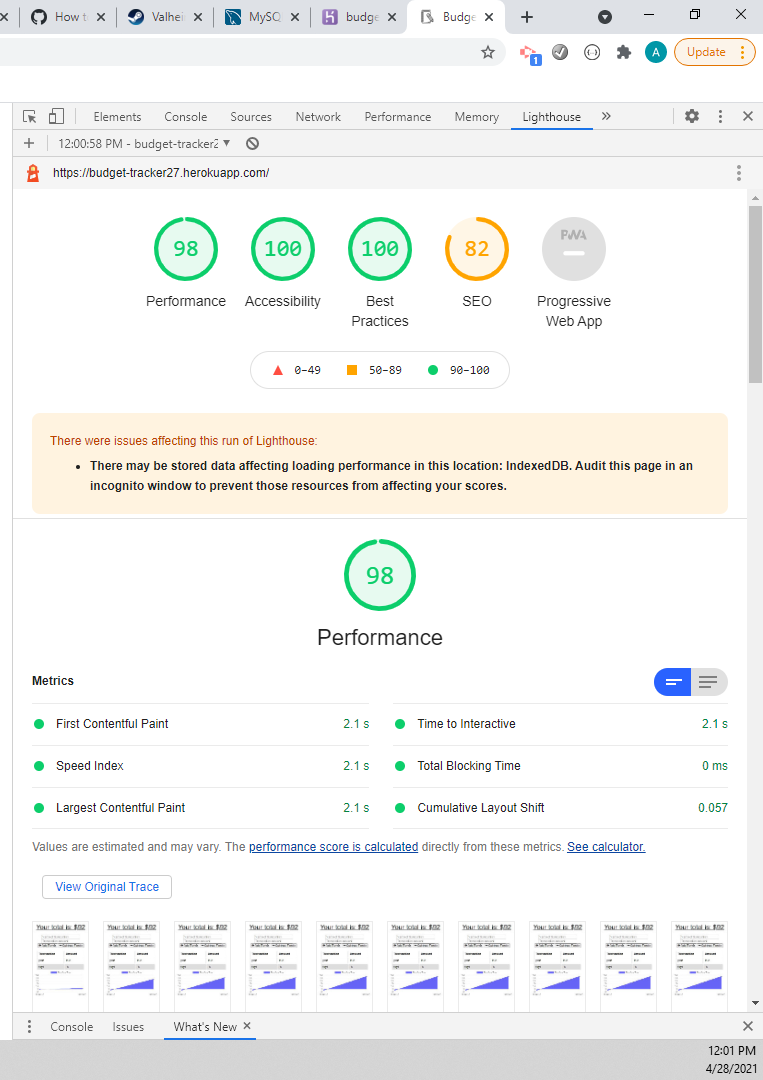 How t
Valhei
MySQ
budge
Budge
1
A
Update
Elements Console Sources Network Performance Memory Lighthouse
12:00:58 PM - budget-tracker2
https://budget-tracker27.herokuapp.com/
98 100 100 82 PWA
Performance Accessibility Best Practices SEO Progressive Web App
0–49 50–89 90–100
There were issues affecting this run of Lighthouse:
There may be stored data affecting loading performance in this location: IndexedDB. Audit this page in an
incognito window to prevent those resources from affecting your scores.
98
Performance
Metrics
First Contentful Paint 2.1 s Time to Interactive 2.1 s
Speed Index 2.1 s Total Blocking Time 0 ms
Largest Contentful Paint 2.1 s Cumulative Layout Shift 0.057
Values are estimated and may vary. The performance score is calculated directly from these metrics. See calculator.
View Original Trace
Your total is: $82 Your total is: $82 Your total is: $82 Your total is: $82 Your total is: $82 Your total is: $82 Your total is: $82 Your total is: $82 Your total is: $82 Your total is: $82
Console Issues What's New
12:01 PM
4/28/2021